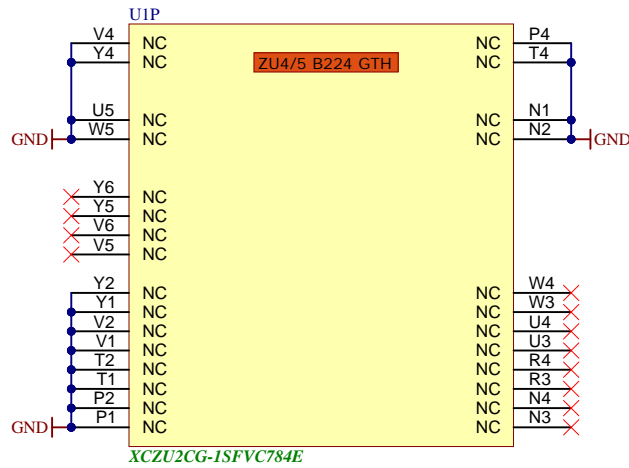 U1P
V4 NC ZU4/5 B224 GTH NC P4
Y4 NC NC T4
U5 NC NC N1
GND W5 NC NC N2 GND
Y6 NC
Y5 NC
V6 NC
V5 NC
Y2 NC NC W4
Y1 NC NC W3
V2 NC NC U4
V1 NC NC U3
T2 NC NC R4
T1 NC NC R3
P2 NC NC N4
GND P1 NC NC N3
XCZU2CG-1SFVC784E